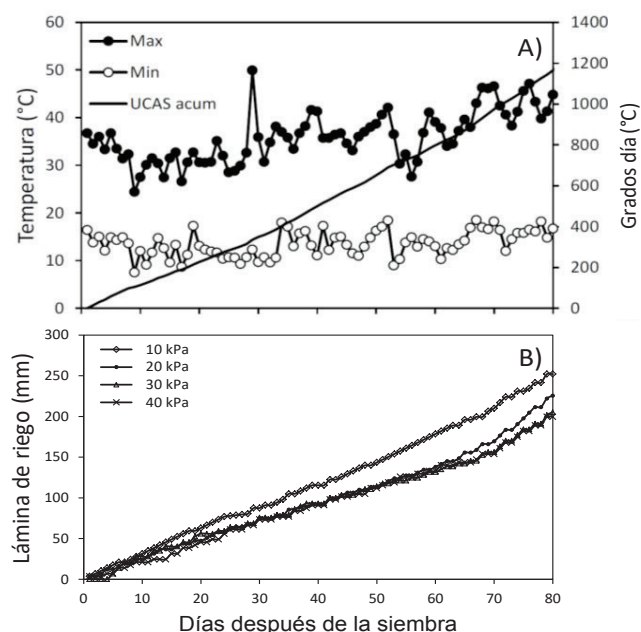 A)
Max
Min
UCAS acum
Temperatura (°C)
60
50
40
30
20
10
0
Grados día (°C)
1400
1200
1000
800
600
400
200
0
B)
10 kPa
20 kPa
30 kPa
40 kPa
Lámina de riego (mm)
300
250
200
150
100
50
0
0 10 20 30 40 50 60 70 80
Días después de la siembra